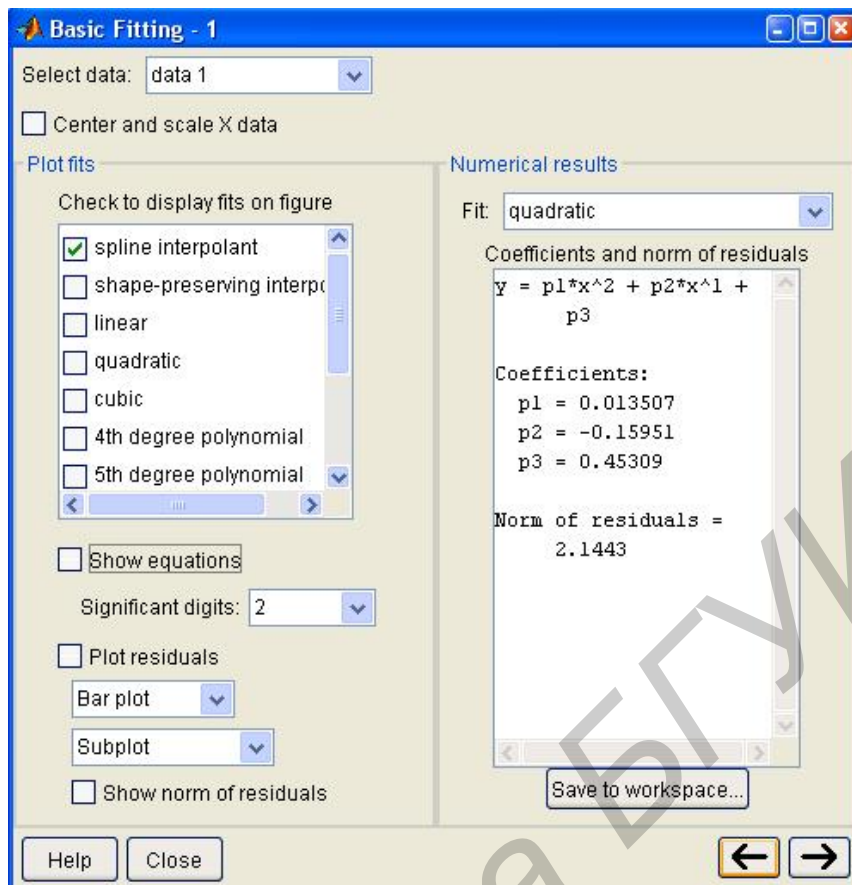 Basic Fitting - 1
Select data: data 1
Center and scale X data
Plot fits
Check to display fits on figure
spline interpolant
shape-preserving interpo
linear
quadratic
cubic
4th degree polynomial
5th degree polynomial
Show equations
Significant digits: 2
Plot residuals
Bar plot
Subplot
Show norm of residuals
Numerical results
Fit: quadratic
Coefficients and norm of residuals
y = p1*x^2 + p2*x^1 +
p3
Coefficients:
p1 = 0.013507
p2 = -0.15951
p3 = 0.45309
Norm of residuals =
2.1443
Save to workspace...
Help
Close
а БГУИ